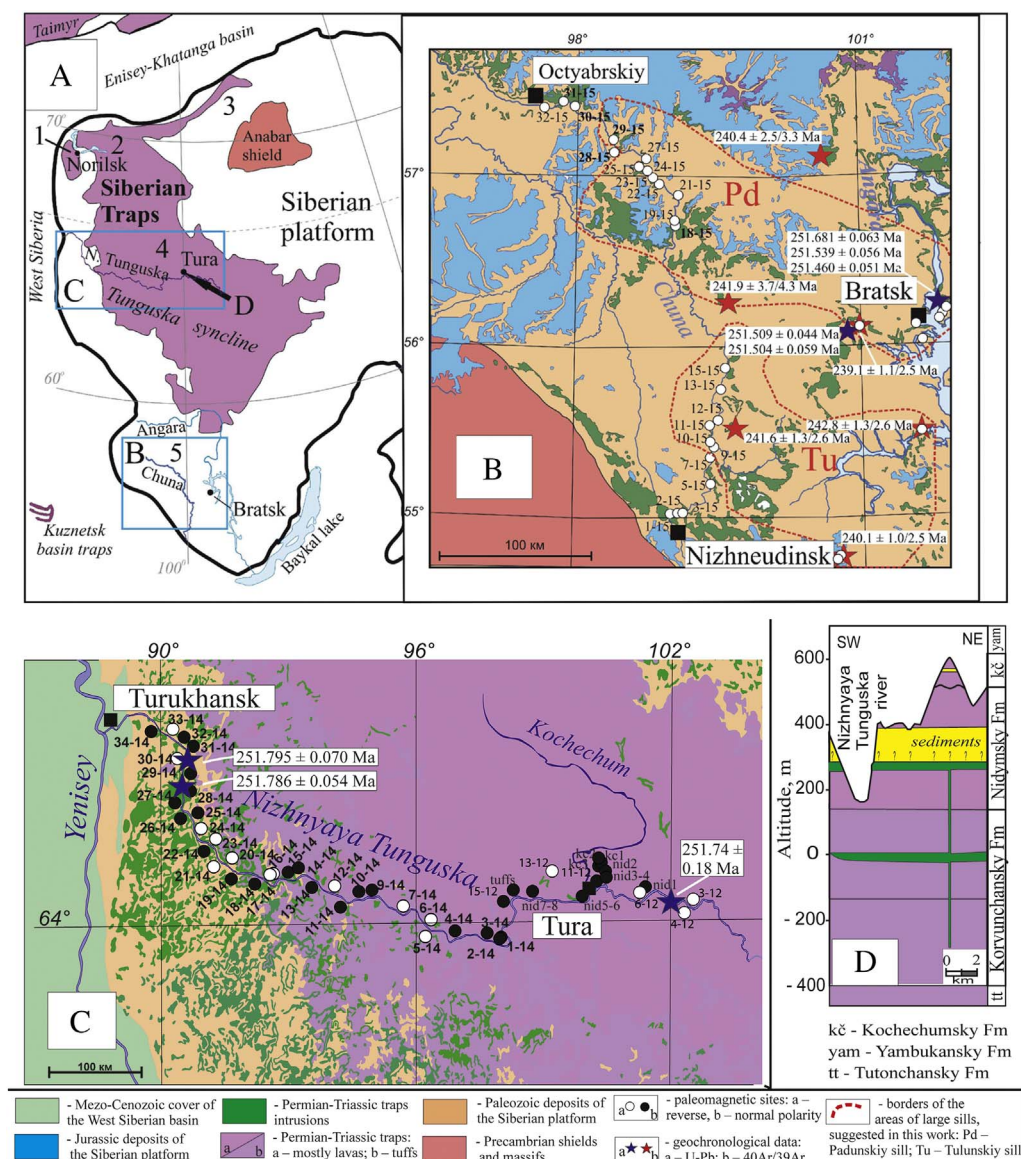 Taimyr
A
Enisey-Khatanga basin
3
1
70°
2
Norilsk
Anabar
shield
Siberian
Traps
Siberian
platform
West Siberia
N.
Tunguska
4
Tura
C
D
Tunguska
syncline
60°
Angara
B
5
Chuna
Bratsk
Kuznetsk
basin traps
100°
Baykal lake
98°
101°
57°
56°
55°
Octyabrskiy
31-15
32-15
30-15
29-15
28-15
27-15
25-15
24-15
23-15
22-15
21-15
19-15
18-15
240.4 ± 2.5/3.3 Ma
Pd
Angara
251.681 ± 0.063 Ma
251.539 ± 0.056 Ma
251.460 ± 0.051 Ma
Chuna
241.9 ± 3.7/4.3 Ma
Bratsk
251.509 ± 0.044 Ma
251.504 ± 0.059 Ma
239.1 ± 1.1/2.5 Ma
15-15
13-15
12-15
11-15
10-15
9-15
7-15
5-15
2-15
3-15
1-15
242.8 ± 1.3/2.6 Ma
241.6 ± 1.3/2.6 Ma
Tu
B
100 км
Nizhneudinsk
240.1 ± 1.0/2.5 Ma
90°
96°
102°
64°
Turukhansk
33-14
34-14
32-14
31-14
30-14
29-14
27-14
28-14
26-14
25-14
24-14
23-14
22-14
21-14
20-14
19-14
18-14
17-14
16-14
15-14
14-14
13-14
12-14
11-14
10-14
9-14
7-14
6-14
5-14
4-14
3-14
2-14
1-14
251.795 ± 0.070 Ma
251.786 ± 0.054 Ma
Yenisey
Nizhnyaya Tunguska
Kochechum
13-12
11-12
kc1
nid2
nid3-4
tuffs
15-12
nid7-8
nid5-6
nid1
6-12
3-12
4-12
251.74 ±
0.18 Ma
Tura
C
100 км
SW
NE
600
400
200
0
- 200
- 400
Altitude, m
Nizhnyaya
Tunguska
river
sediments
yam
kč
Nidymsky Fm
Korvunchansky Fm
tt
D
0 2
km
kč - Kochechumsky Fm
yam - Yambukansky Fm
tt - Tutonchansky Fm
- Mezo-Cenozoic cover of
the West Siberian basin
- Jurassic deposits of
the Siberian platform
- Permian-Triassic traps
intrusions
a b
- Permian-Triassic traps:
a – mostly lavas; b – tuffs
- Paleozoic deposits of
the Siberian platform
- Precambrian shields
and massifs
a b
- paleomagnetic sites: a –
reverse, b – normal polarity
a b
- geochronological data:
a – U-Pb; b - 40Ar/39Ar
- borders of the
areas of large sills,
suggested in this work: Pd –
Padunskiy sill; Tu – Tulunskiy sill